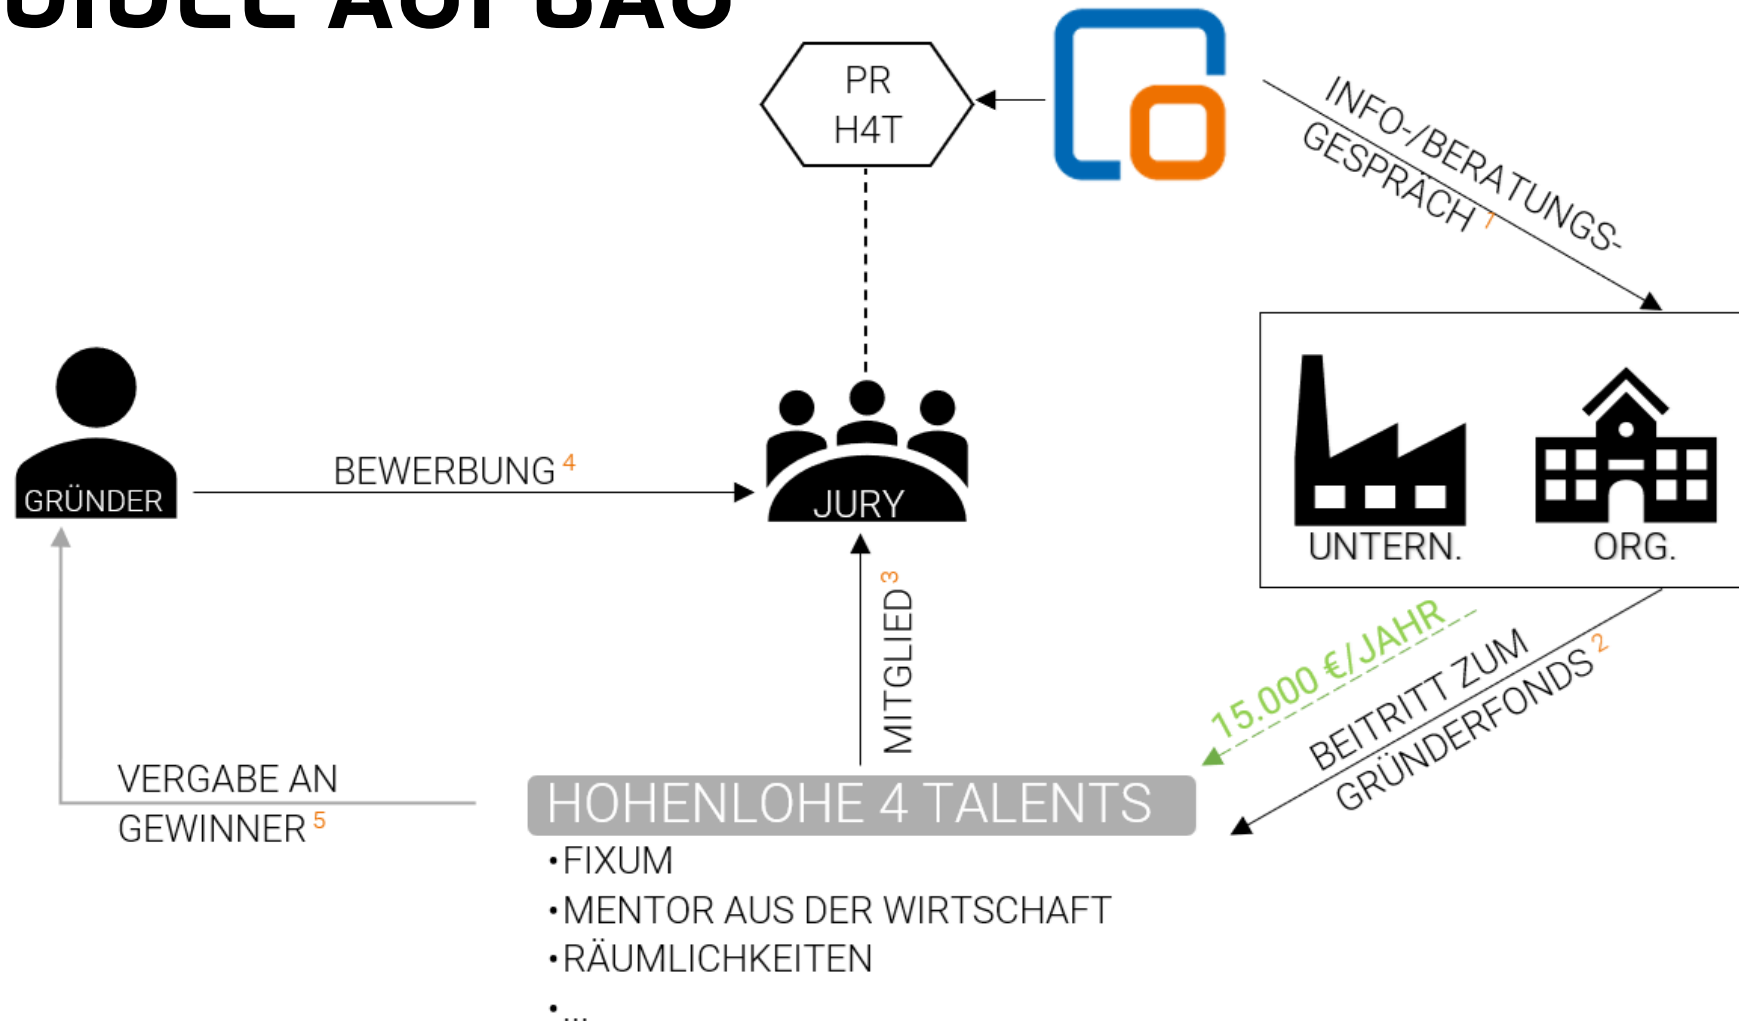 AUFBAU
PR
H4T
INFO-/BERATUNGS-
GESPRÄCH 1
GRÜNDER
BEWERBUNG 4
JURY
UNTERN.
ORG.
MITGLIED 3
15.000 €/JAHR
BEITRITT ZUM
GRÜNDERFONDS 2
VERGABE AN
GEWINNER 5
HOHENLOHE 4 TALENTS
•FIXUM
•MENTOR AUS DER WIRTSCHAFT
•RÄUMLICHKEITEN
•...